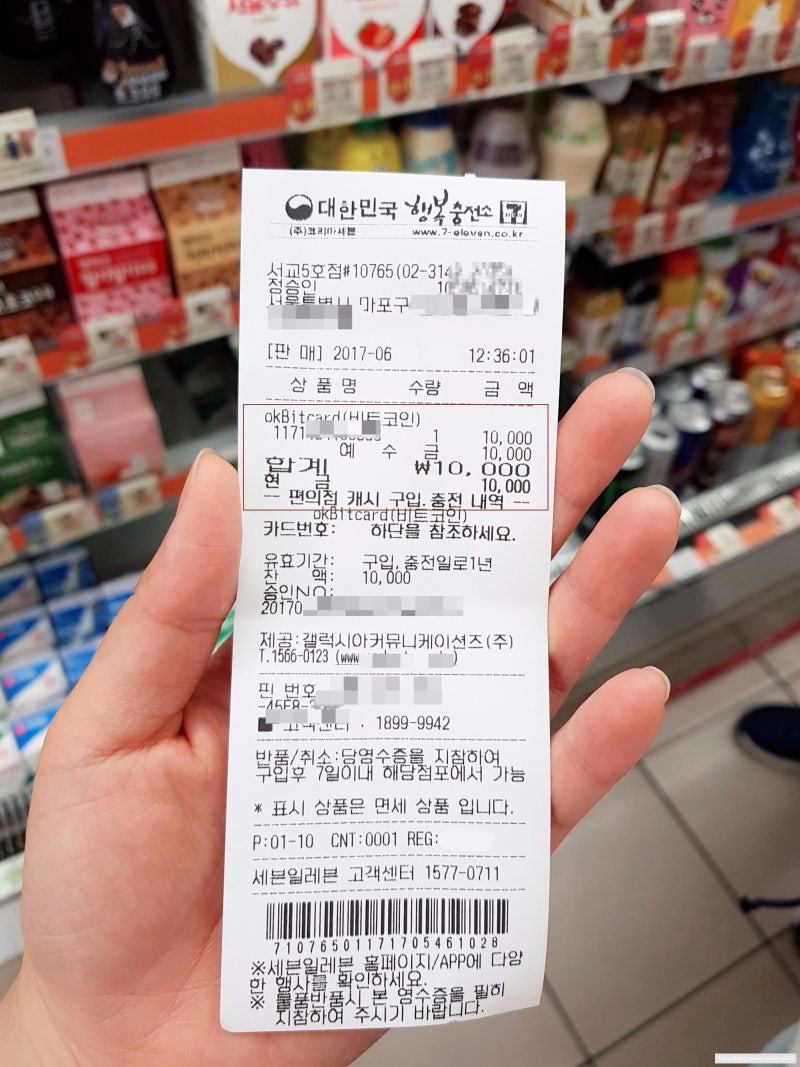 대한민국 행복충전소 7
(주)코리아세븐 www.7-eleven.co.kr
서교5호점#10765(02-314
정승인
서울특별시 마포구
[판 매] 2017-06 12:36:01
상 품 명 수량 금 액
okBitcard(비트코인)
1171 1 10,000
예 수 금 10,000
합계 ₩10,000
현 금 10,000
-- 편의점 캐시 구입.충전 내역 --
okBitcard(비트코인)
카드번호: 하단을 참조하세요.
유효기간: 구입,충전일로1년
잔 액: 10,000
승인NO:
20170
제공:갤럭시아커뮤니케이션즈(주)
T.1566-0123 (www
핀 번호
-45F8-
고객센터 : 1899-9942
반품/취소:당영수증을 지참하여
구입후 7일이내 해당점포에서 가능
* 표시 상품은 면세 상품 입니다.
P:01-10 CNT:0001 REG:
세븐일레븐 고객센터 1577-0711
71076501171705461028
※세븐일레븐 홈페이지/APP에 다양
한 행사를 확인하세요.
※ 물품반품시 본 영수증을 필히
지참하여 주시기 바랍니다.